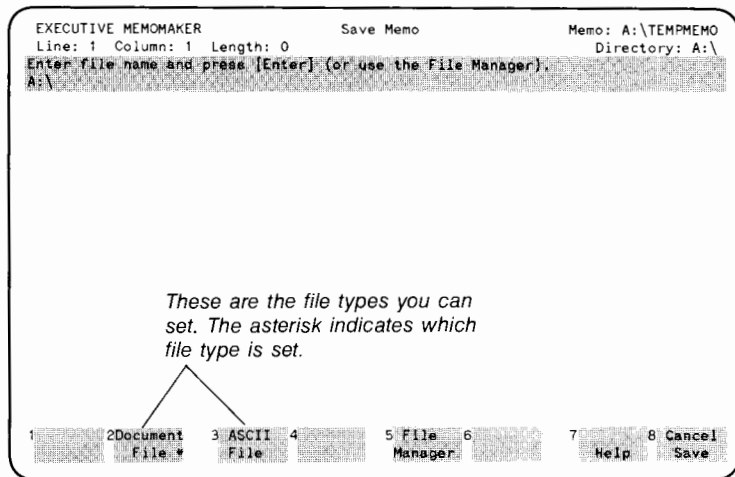 EXECUTIVE MEMOMAKER Save Memo Memo: A:\TEMPMEMO
Line: 1 Column: 1 Length: 0 Directory: A:\
Enter file name and press [Enter] (or use the File Manager).
A:\
These are the file types you can
set. The asterisk indicates which
file type is set.
1 2Document 3 ASCII 4 5 File 6 7 8 Cancel
File * File Manager Help Save